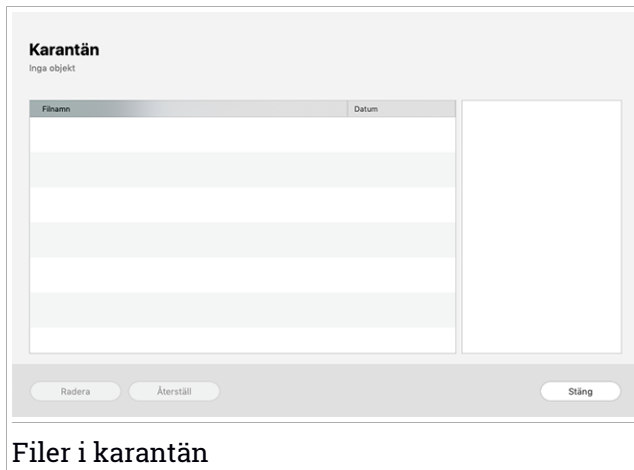 Karantän
Inga objekt
Filnamn Datum
Radera Återställ Stäng
Filer i karantän